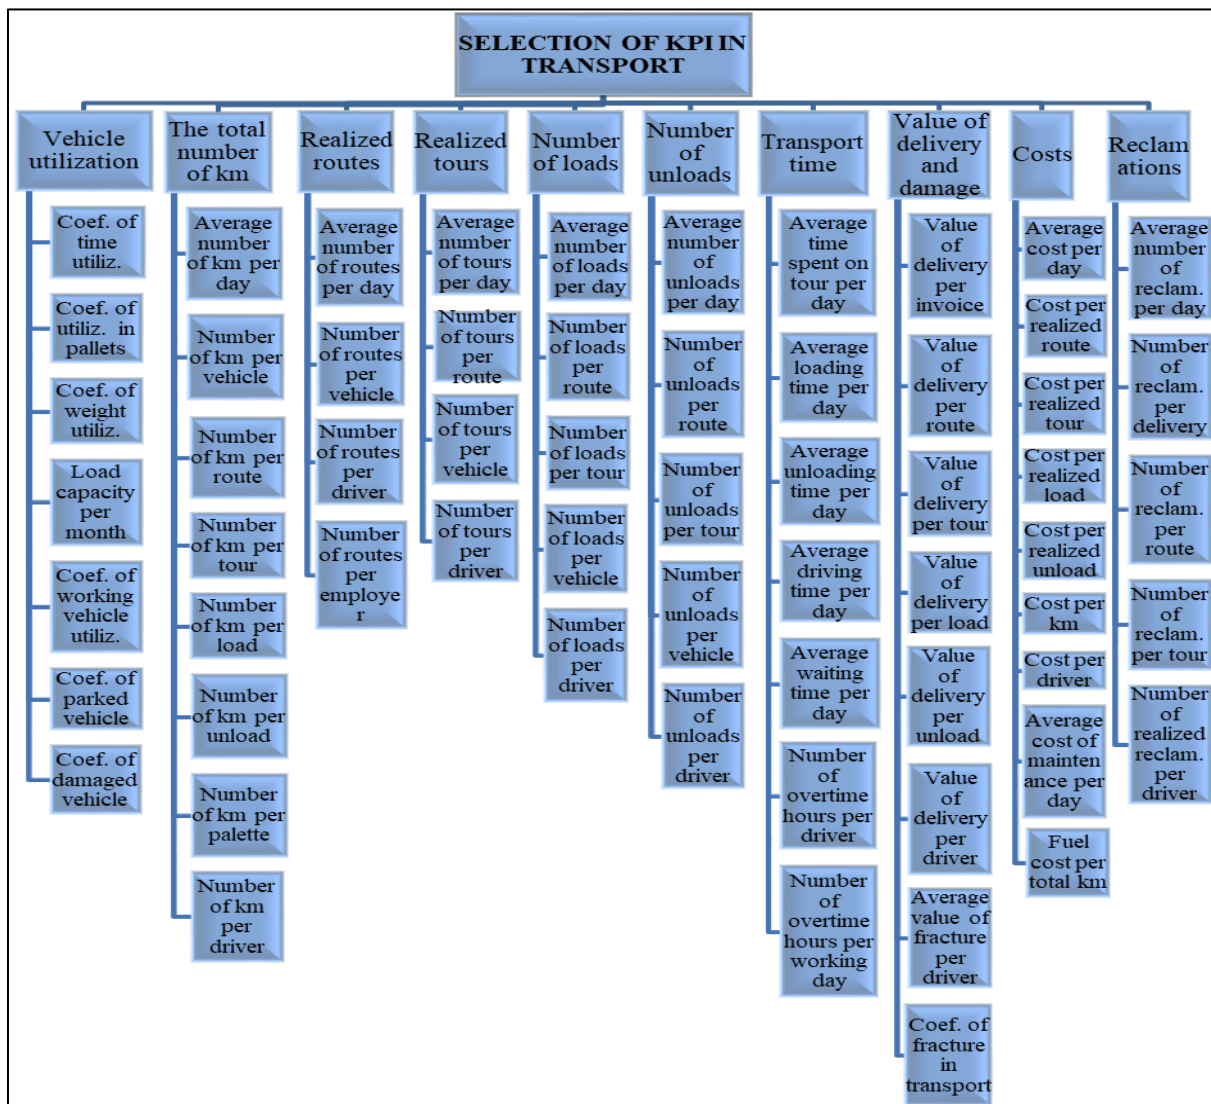 SELECTION OF KPI IN
TRANSPORT
Vehicle
utilization
Coef. of
time
utiliz.
Coef. of
utiliz. in
pallets
Coef. of
weight
utiliz.
Load
capacity
per
month
Coef. of
working
vehicle
utiliz.
Coef. of
parked
vehicle
Coef. of
damaged
vehicle
The total
number
of km
Average
number
of km per
day
Number
of km per
vehicle
Number
of km per
route
Number
of km per
tour
Number
of km per
load
Number
of km per
unload
Number
of km per
palette
Number
of km
per
driver
Realized
routes
Average
number
of routes
per day
Number
of routes
per
vehicle
Number
of routes
per
driver
Number
of routes
per
employe
r
Realized
tours
Average
number
of tours
per day
Number
of tours
per
route
Number
of tours
per
vehicle
Number
of tours
per
driver
Number
of loads
Average
number
of loads
per day
Number
of loads
per
route
Number
of loads
per tour
Number
of loads
per
vehicle
Number
of loads
per
driver
Number
of
unloads
Average
number
of
unloads
per day
Number
of
unloads
per
route
Number
of
unloads
per tour
Number
of
unloads
per
vehicle
Number
of
unloads
per
driver
Transport
time
Average
time
spent on
tour per
day
Average
loading
time per
day
Average
unloading
time per
day
Average
driving
time per
day
Average
waiting
time per
day
Number
of
overtime
hours per
driver
Number
of
overtime
hours per
working
day
Value of
delivery
and
damage
Value
of
delivery
per
invoice
Value
of
delivery
per
route
Value
of
delivery
per tour
Value
of
delivery
per load
Value
of
delivery
per
unload
Value
of
delivery
per
driver
Average
value of
fracture
per
driver
Coef. of
fracture
in
transport
Costs
Average
cost per
day
Cost per
realized
route
Cost per
realized
tour
Cost per
realized
load
Cost per
realized
unload
Cost per
km
Cost per
driver
Average
cost of
mainten
ance per
day
Fuel
cost per
total km
Reclam
ations
Average
number
of
reclam.
per day
Number
of
reclam.
per
delivery
Number
of
reclam.
per
route
Number
of
reclam.
per tour
Number
of
realized
reclam.
per
driver